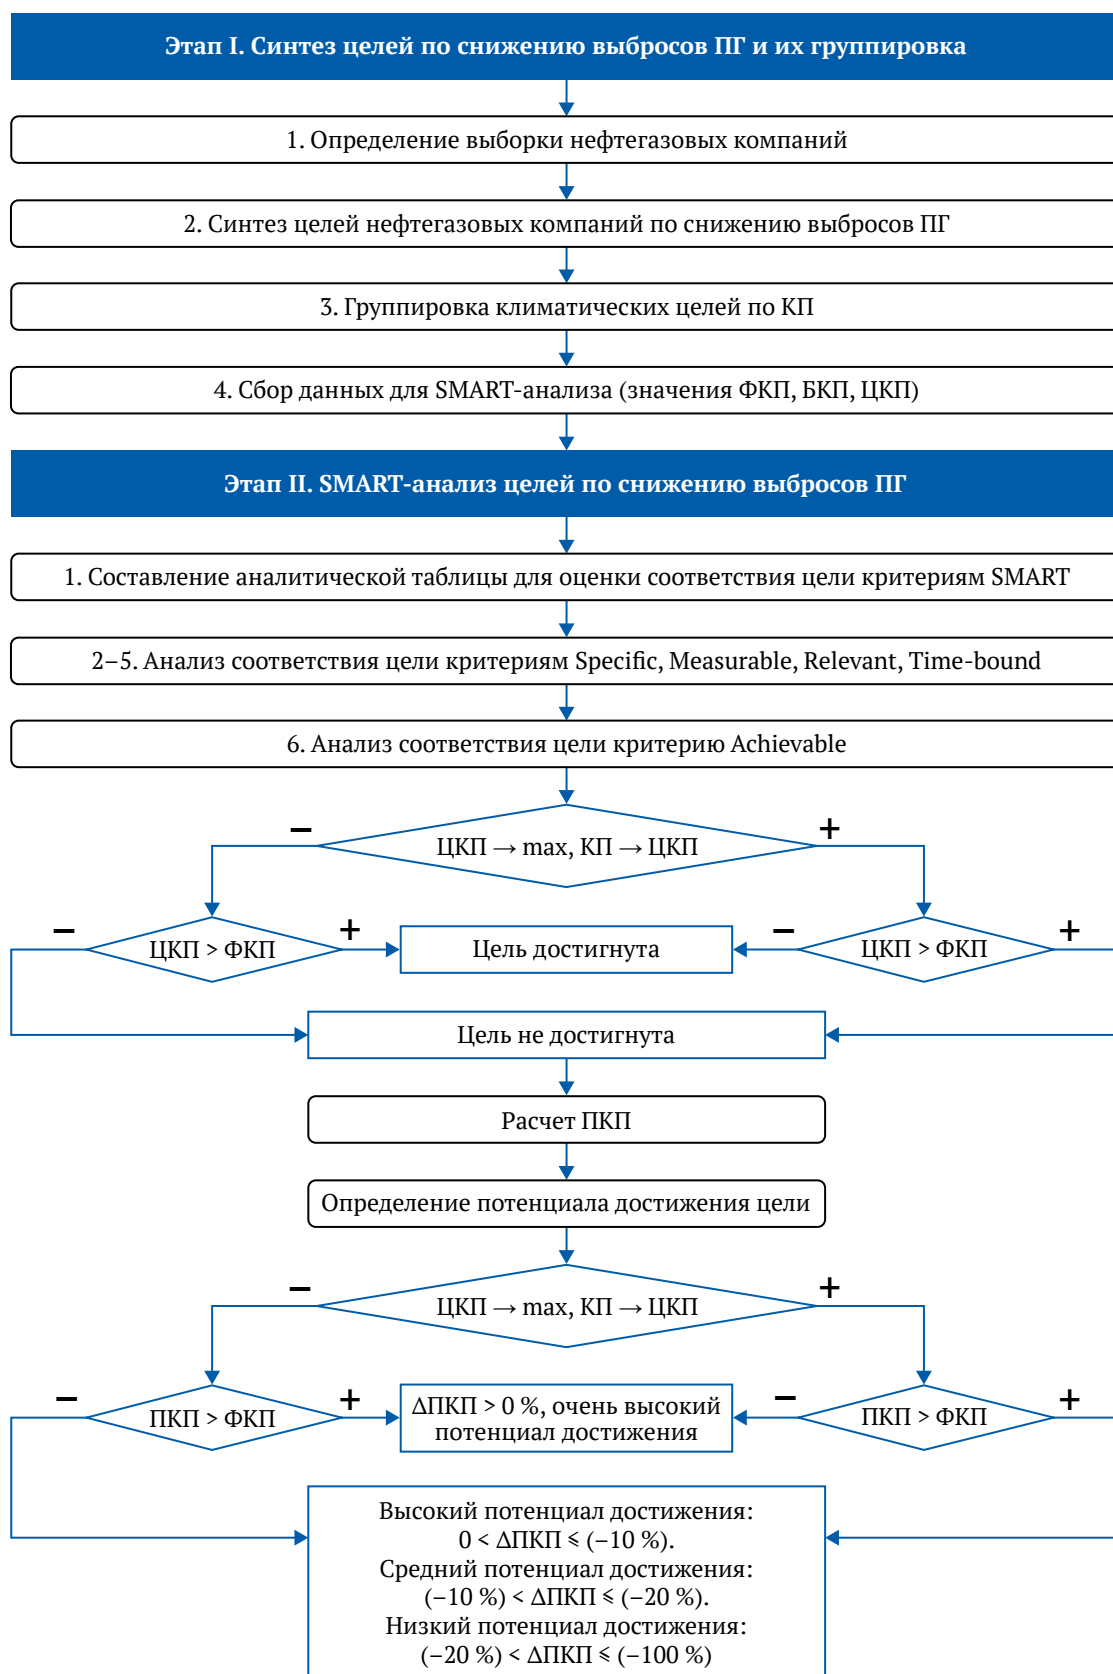 Этап I. Синтез целей по снижению выбросов ПГ и их группировка
1. Определение выборки нефтегазовых компаний
2. Синтез целей нефтегазовых компаний по снижению выбросов ПГ
3. Группировка климатических целей по КП
4. Сбор данных для SMART-анализа (значения ФКП, БКП, ЦКП)
Этап II. SMART-анализ целей по снижению выбросов ПГ
1. Составление аналитической таблицы для оценки соответствия цели критериям SMART
2–5. Анализ соответствия цели критериям Specific, Measurable, Relevant, Time-bound
6. Анализ соответствия цели критерию Achievable
– +
ЦКП → max, КП → ЦКП
– + – +
ЦКП > ФКП Цель достигнута ЦКП > ФКП
Цель не достигнута
Расчет ПКП
Определение потенциала достижения цели
– +
ЦКП → max, КП → ЦКП
– + – +
ПКП > ФКП ΔПКП > 0 %, очень высокий ПКП > ФКП
потенциал достижения
Высокий потенциал достижения:
0 < ΔПКП ⩽ (−10 %).
Средний потенциал достижения:
(−10 %) < ΔПКП ⩽ (−20 %).
Низкий потенциал достижения:
(−20 %) < ΔПКП ⩽ (−100 %)